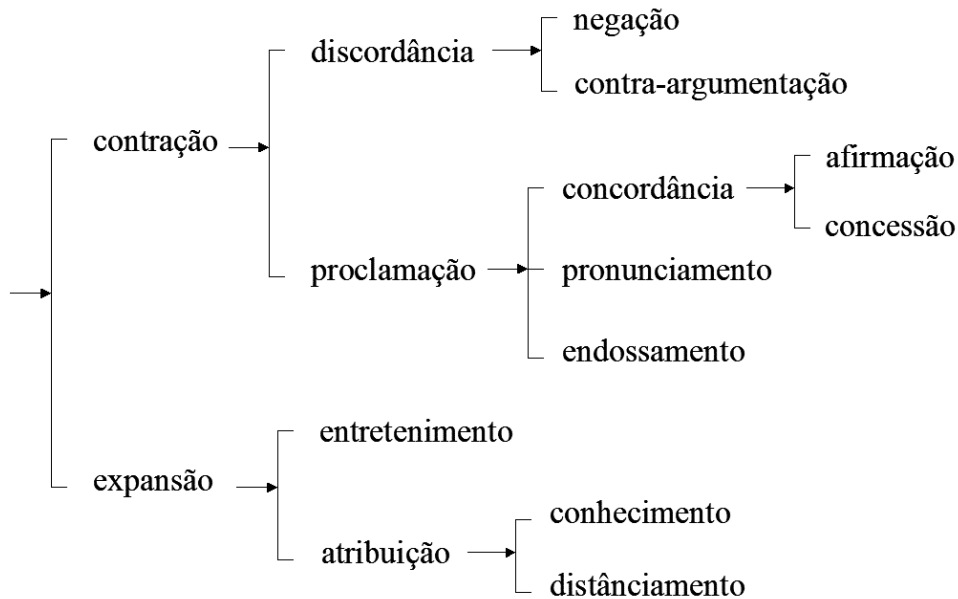 negação
discordância
contra-argumentação
contração
afirmação
concordância
concessão
proclamação
pronunciamento
endossamento
entretenimento
expansão
conhecimento
atribuição
distânciamento